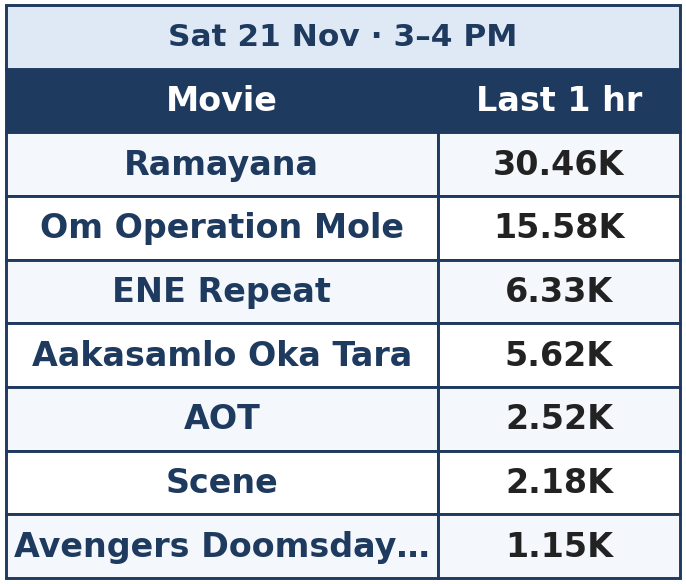 Sat 21 Nov · 3–4 PM
Movie Last 1 hr
Ramayana 30.46K
Om Operation Mole 15.58K
ENE Repeat 6.33K
Aakasamlo Oka Tara 5.62K
AOT 2.52K
Scene 2.18K
Avengers Doomsday… 1.15K